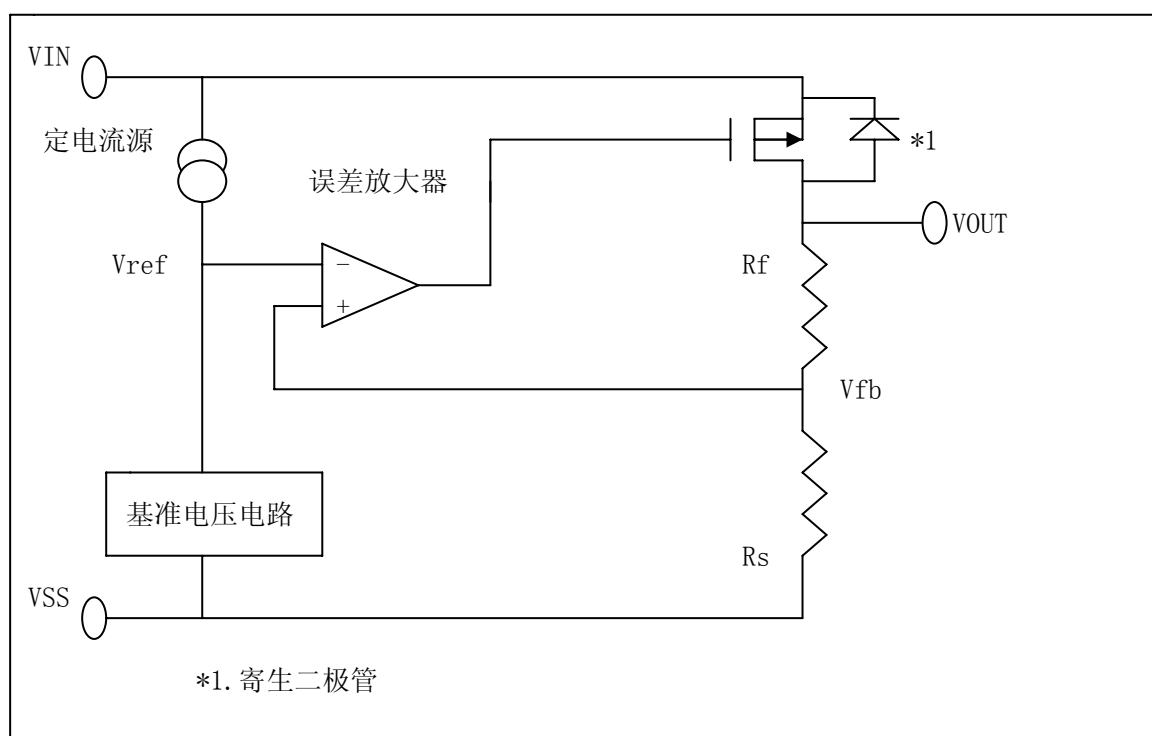 VIN
定电流源
*1
误差放大器
VOUT
Vref
−
Rf
+
Vfb
基准电压电路
Rs
VSS
*1.寄生二极管